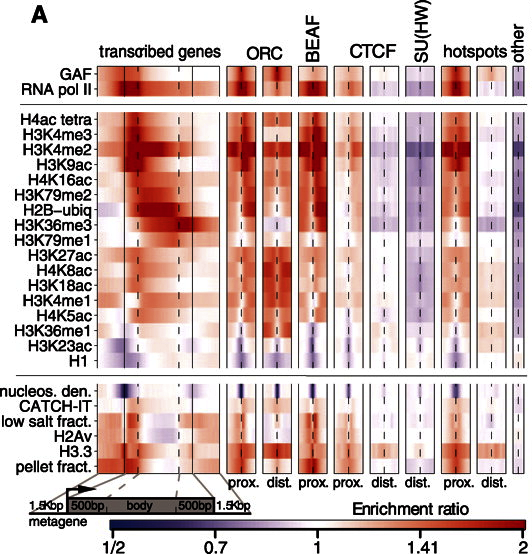 A
transcribed genes ORC BEAF CTCF SU(HW) hotspots other
GAF
RNA pol II
H4ac tetra
H3K4me3
H3K4me2
H3K9ac
H4K16ac
H3K79me2
H2B-ubiq
H3K36me3
H3K79me1
H3K27ac
H4K8ac
H3K18ac
H3K4me1
H4K5ac
H3K36me1
H3K23ac
H1
nucleos. den.
CATCH-IT
low salt fract.
H2Av
H3.3
pellet fract.
prox. dist. prox. prox. dist. dist. prox. dist.
1.5Kbp 500bp body 500bp 1.5Kbp
metagene
Enrichment ratio
1/2 0.7 1 1.41 2